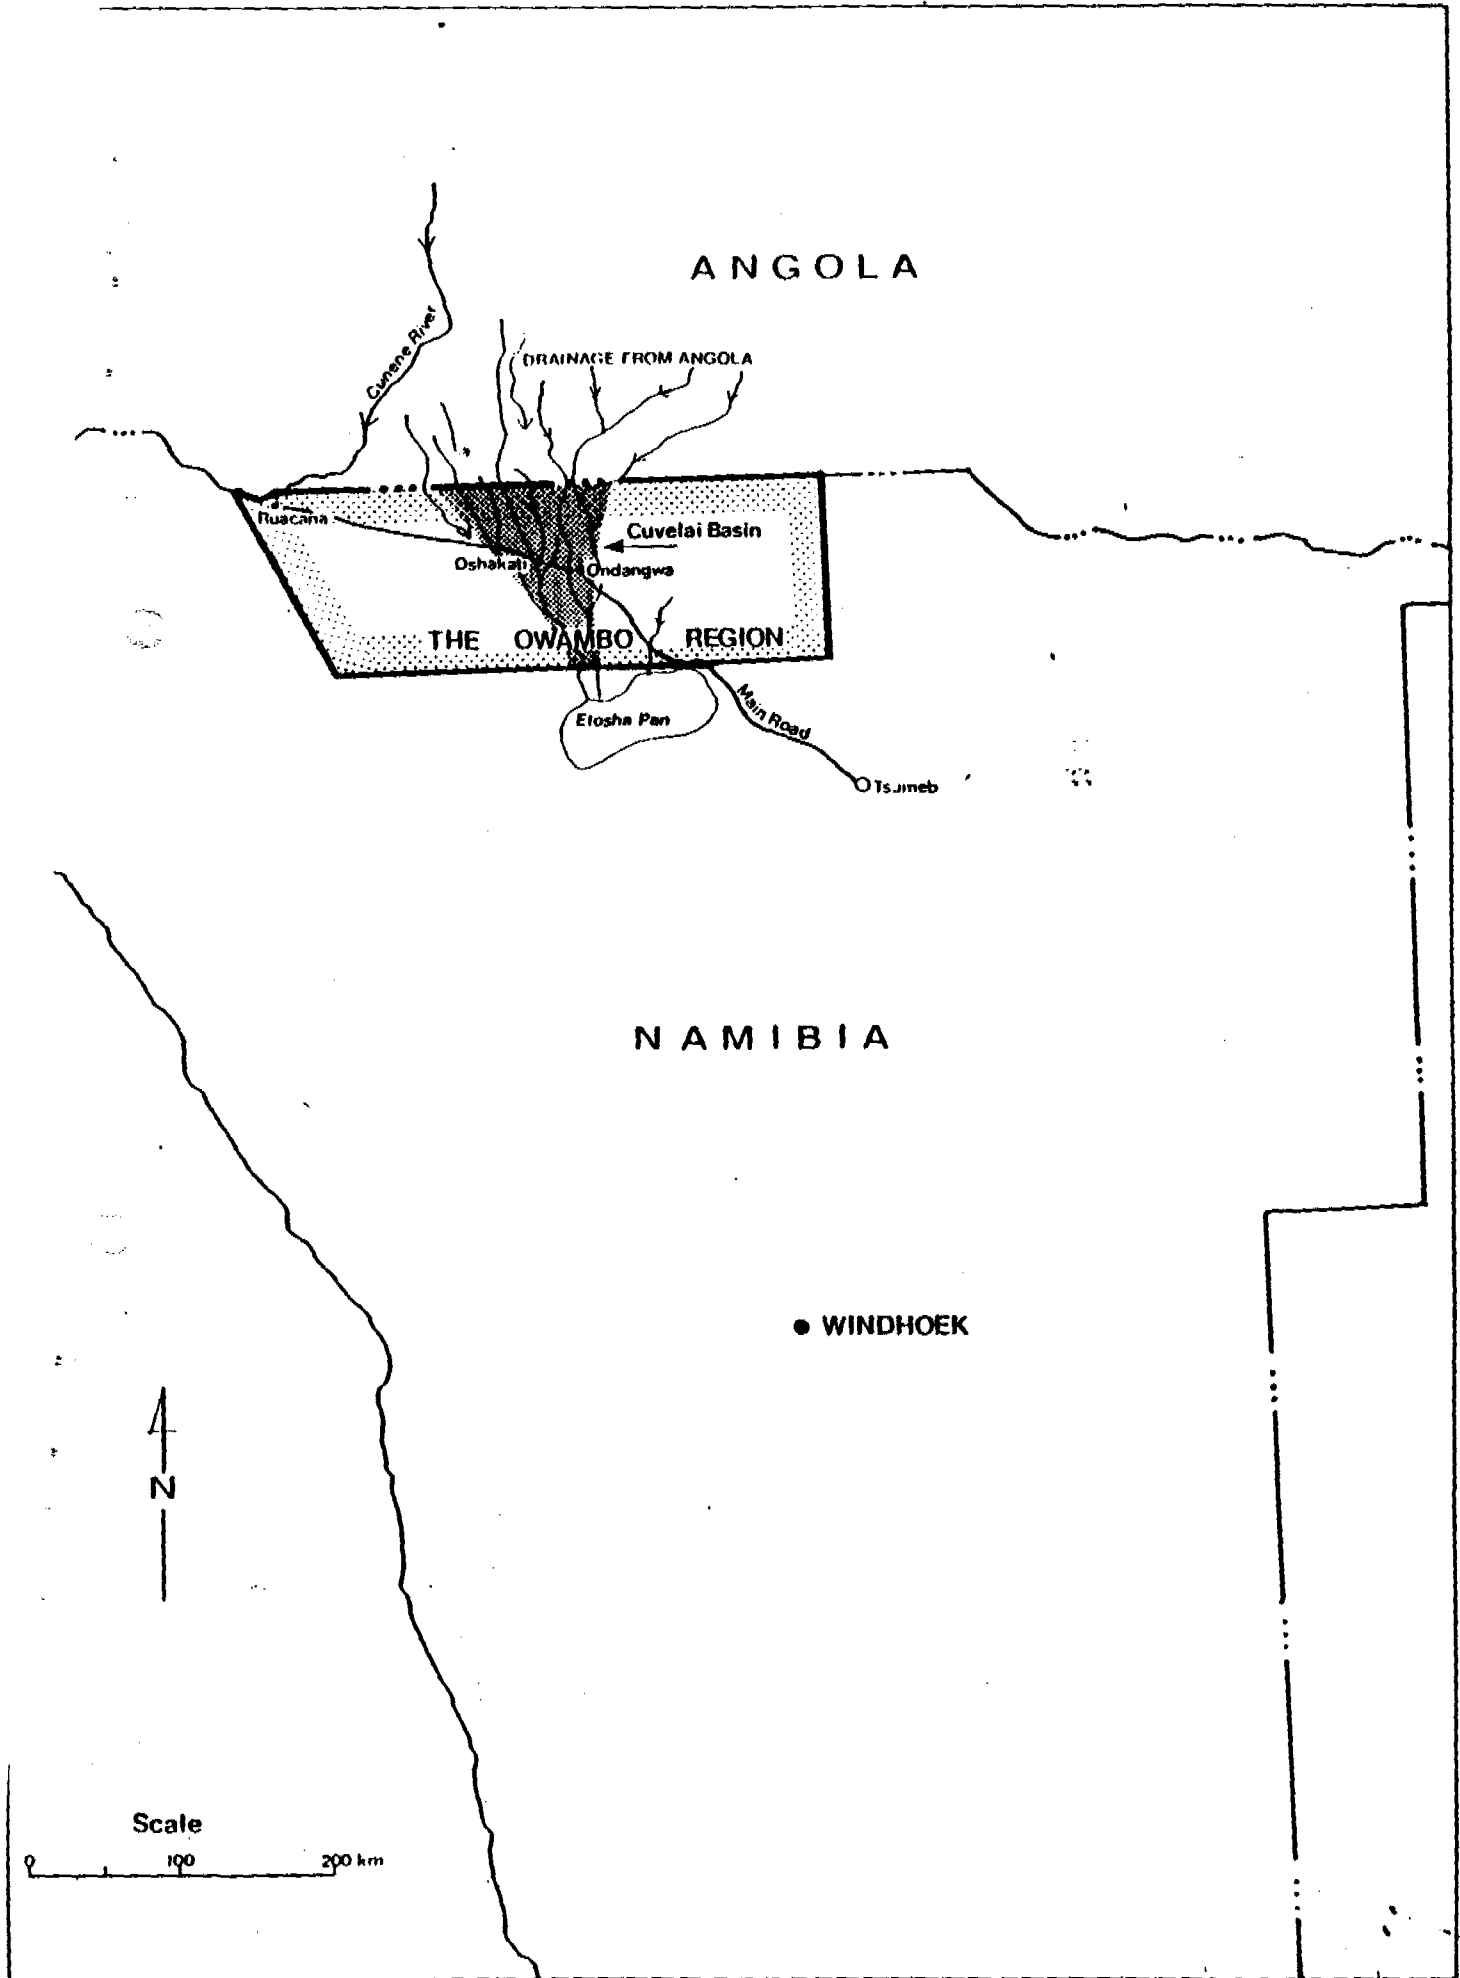 ANGOLA
Cunene River
DRAINAGE FROM ANGOLA
Ruacana
Cuvelai Basin
Oshakati
Ondangwa
THE OWAMBO REGION
Etosha Pan
Main Road
Tsumeb
NAMIBIA
WINDHOEK
N
Scale
0 100 200 km